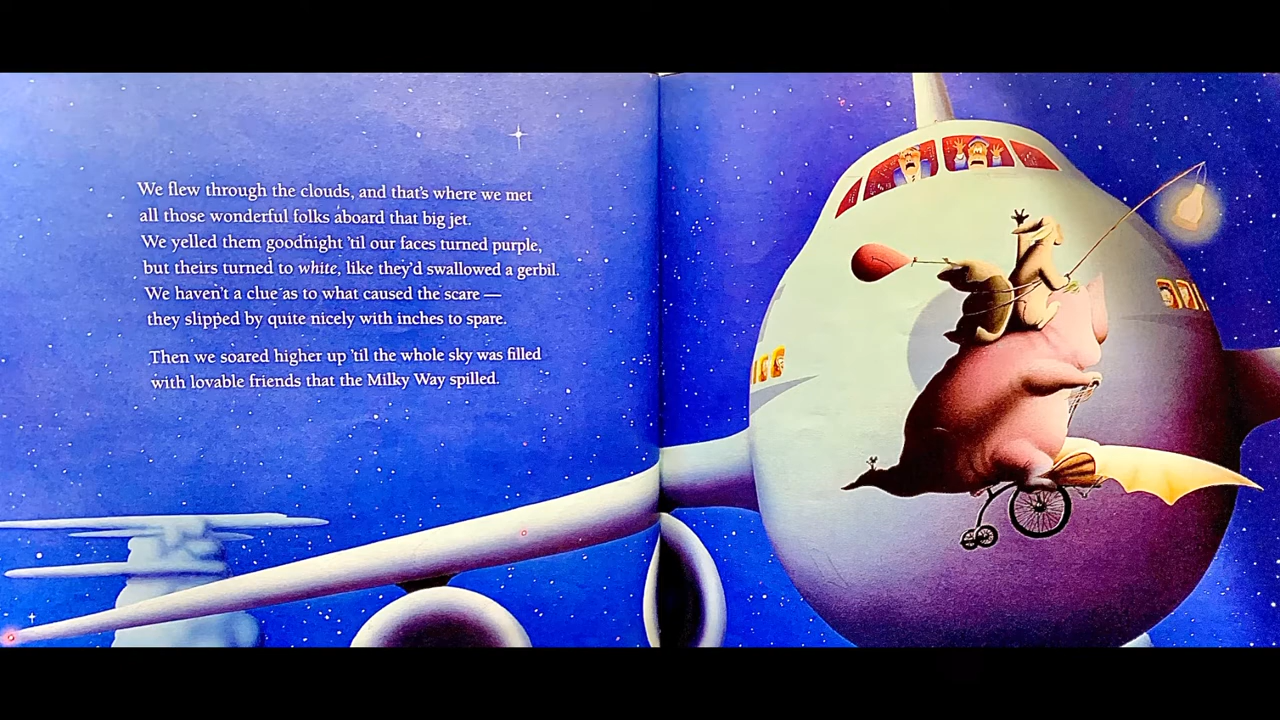 We flew through the clouds, and that's where we met
all those wonderful folks aboard that big jet.
We yelled them goodnight 'til our faces turned purple,
but theirs turned to white, like they'd swallowed a gerbil.
We haven't a clue as to what caused the scare —
they slipped by quite nicely with inches to spare.
Then we soared higher up 'til the whole sky was filled
with lovable friends that the Milky Way spilled.